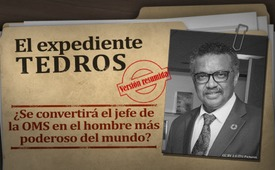 El expediente
TEDROS
Versión resumida
¿Se convertirá el jefe de
la OMS en el hombre más
poderoso del mundo?